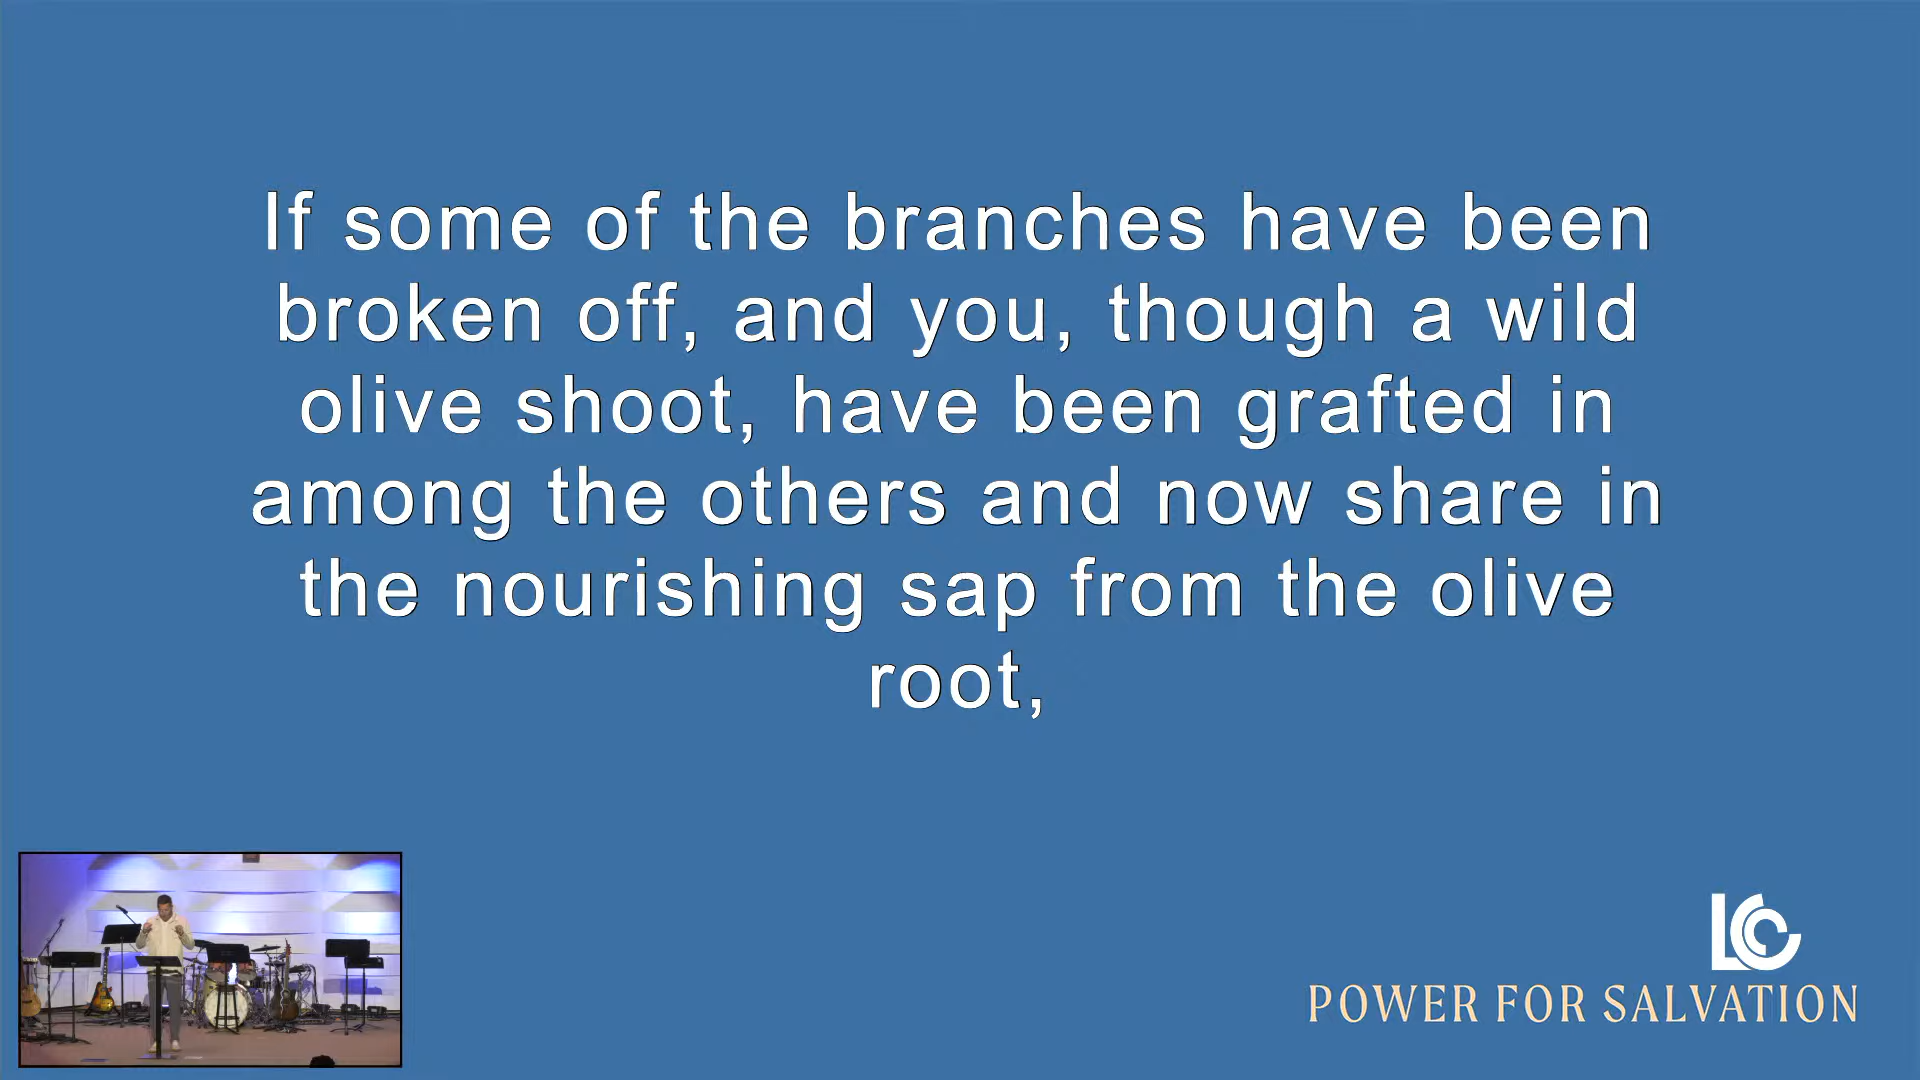 If some of the branches have been
broken off, and you, though a wild
olive shoot, have been grafted in
among the others and now share in
the nourishing sap from the olive
root,
LCC
POWER FOR SALVATION